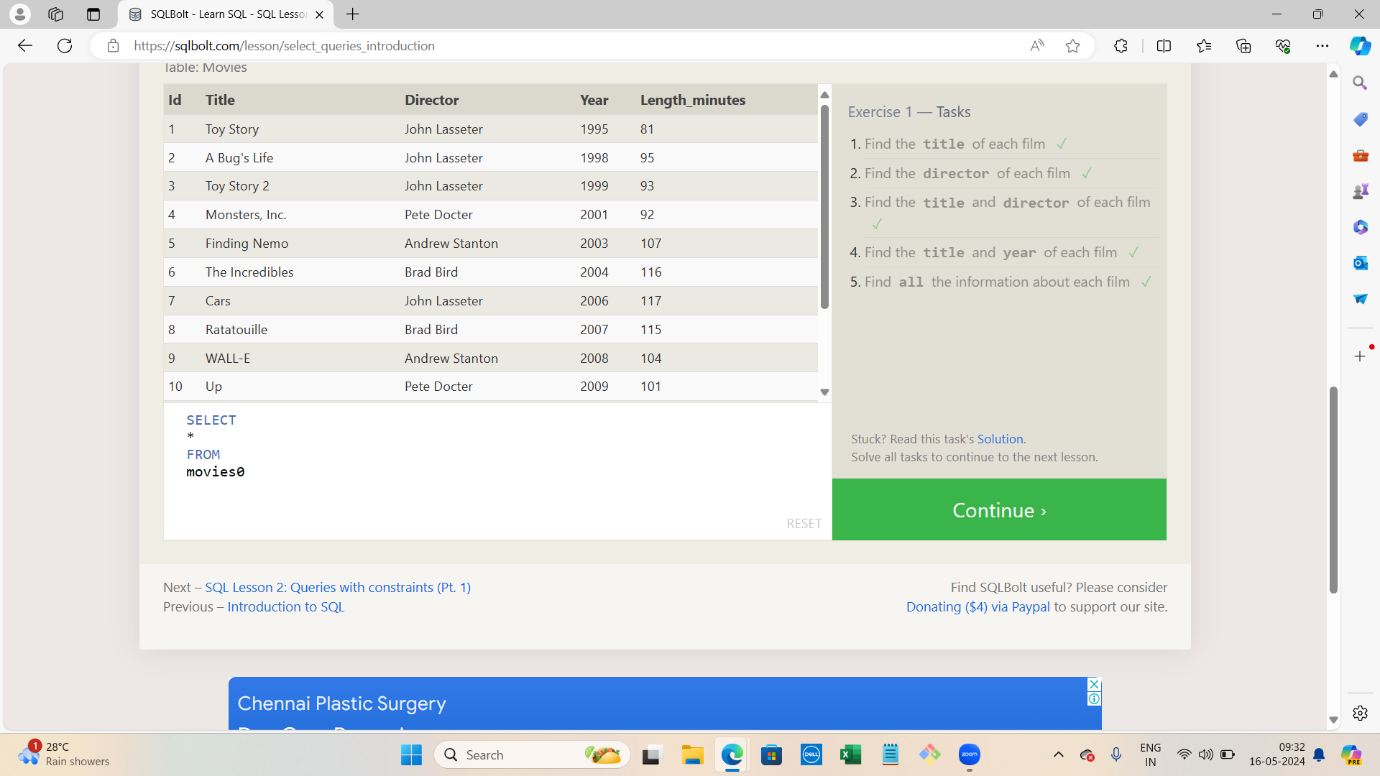 SQLBolt - Learn SQL - SQL Lesso
https://sqlbolt.com/lesson/select_queries_introduction
Table: Movies
Id Title Director Year Length_minutes
1 Toy Story John Lasseter 1995 81
2 A Bug's Life John Lasseter 1998 95
3 Toy Story 2 John Lasseter 1999 93
4 Monsters, Inc. Pete Docter 2001 92
5 Finding Nemo Andrew Stanton 2003 107
6 The Incredibles Brad Bird 2004 116
7 Cars John Lasseter 2006 117
8 Ratatouille Brad Bird 2007 115
9 WALL-E Andrew Stanton 2008 104
10 Up Pete Docter 2009 101
SELECT
*
FROM
movies0
RESET
Exercise 1 — Tasks
1. Find the title of each film ✓
2. Find the director of each film ✓
3. Find the title and director of each film
✓
4. Find the title and year of each film ✓
5. Find all the information about each film ✓
Stuck? Read this task's Solution.
Solve all tasks to continue to the next lesson.
Continue ›
Next – SQL Lesson 2: Queries with constraints (Pt. 1)
Previous – Introduction to SQL
Find SQLBolt useful? Please consider
Donating ($4) via Paypal to support our site.
Chennai Plastic Surgery
1
28°C
Rain showers
Search
DELL
zoom
ENG
IN
09:32
16-05-2024
PRE